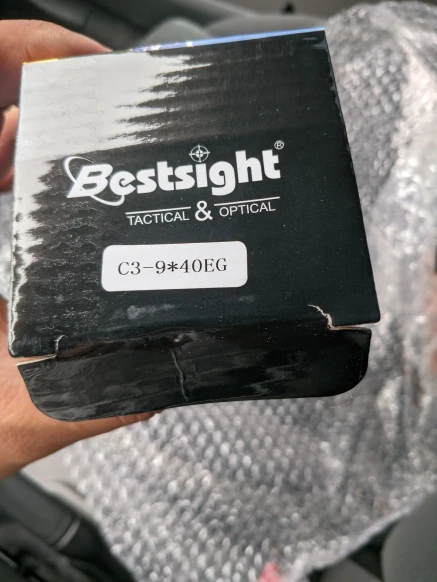 Bestsight®
TACTICAL & OPTICAL
C3-9*40EG